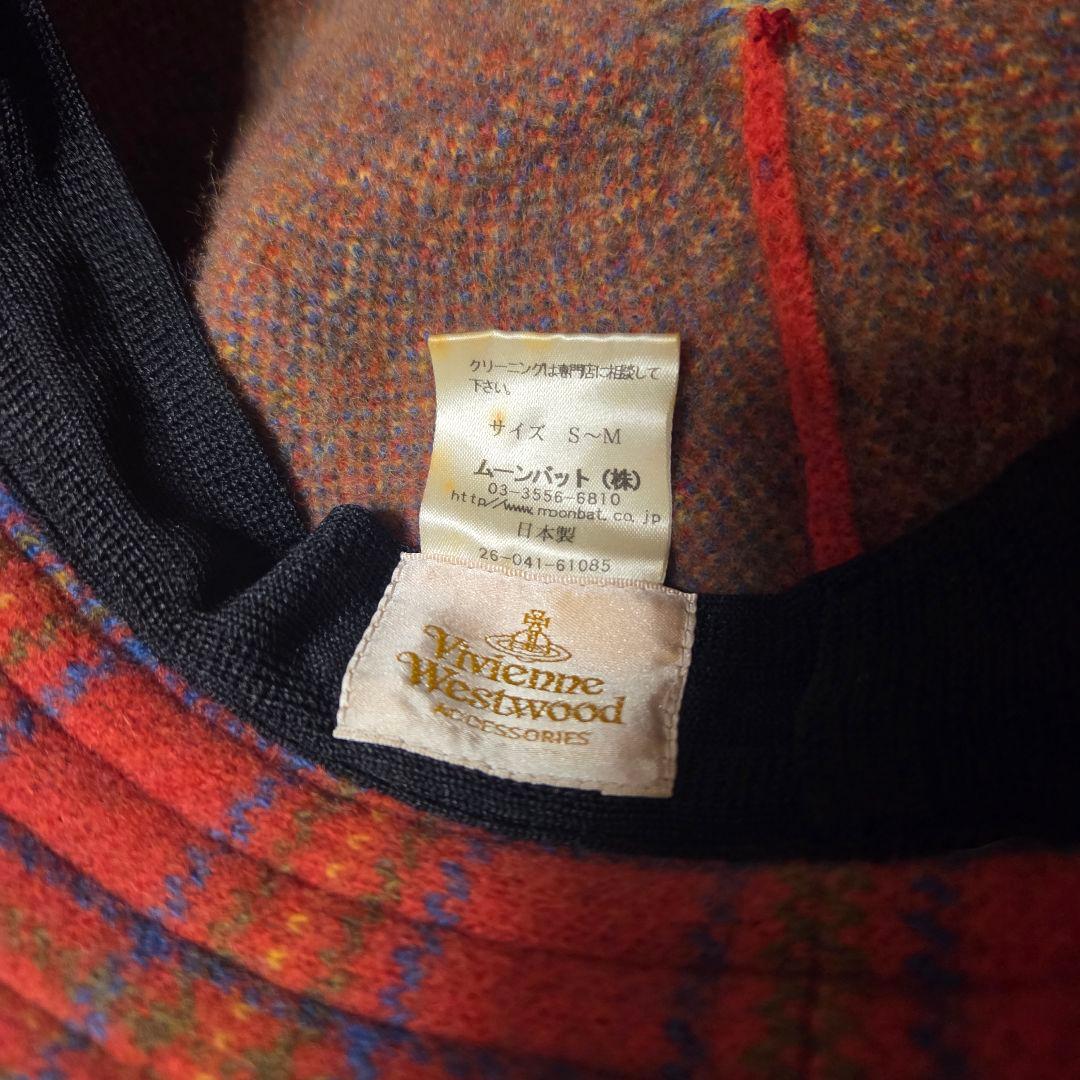 クリーニングは専門店に相談して
下さい。
サイズ S～M
ムーンバット（株）
03-3556-6810
http//www.moonbat.co.jp
日本製
26-041-61085
Vivienne
Westwood
ACCESSORIES